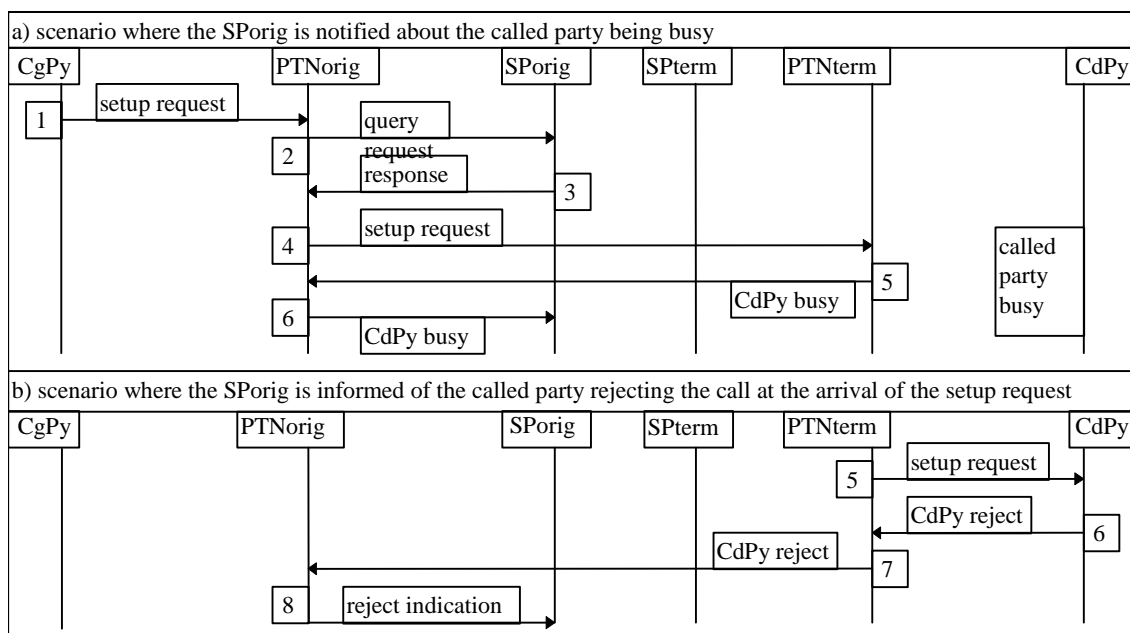 a) scenario where the SPorig is notified about the called party being busy
CgPy PTNorig SPorig SPterm PTNterm CdPy
1 setup request
query
2 request
response
3
4 setup request
called
party
busy
5
CdPy busy
6
CdPy busy
b) scenario where the SPorig is informed of the called party rejecting the call at the arrival of the setup request
CgPy PTNorig SPorig SPterm PTNterm CdPy
5 setup request
CdPy reject 6
CdPy reject 7
8 reject indication